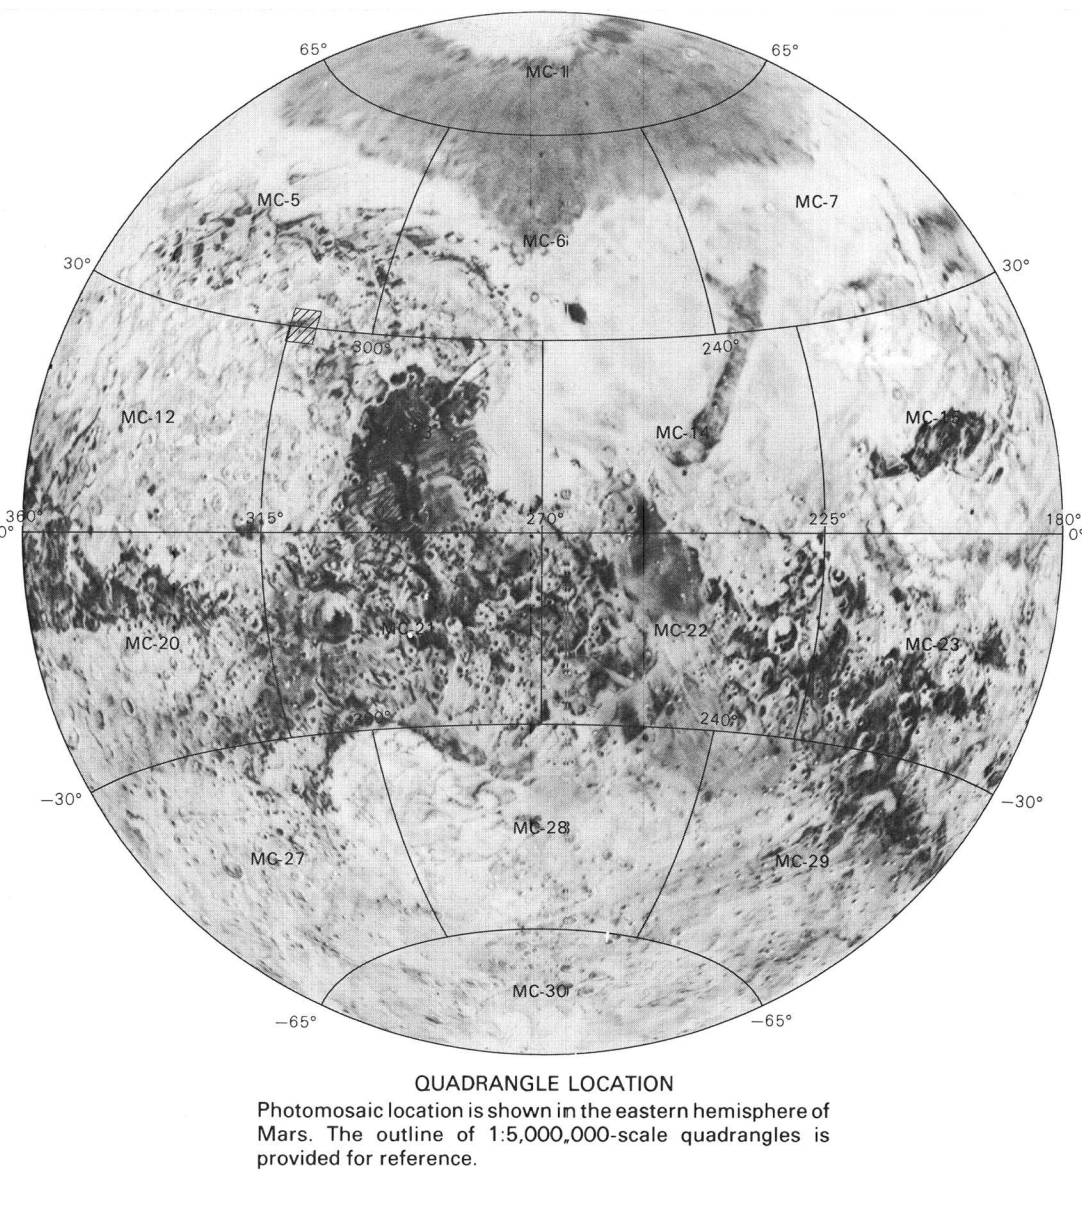 65° 65°
MC-1
MC-5 MC-7
MC-6
30° 30°
300° 240°
MC-12 MC-15
MC-14
360° 315° 270° 225° 180°
0° 0°
MC-21 MC-22
MC-20 MC-23
240°
-30° -30°
MC-28
MC-27 MC-29
MC-30
-65° -65°
QUADRANGLE LOCATION
Photomosaic location is shown in the eastern hemisphere of
Mars. The outline of 1:5,000,000-scale quadrangles is
provided for reference.